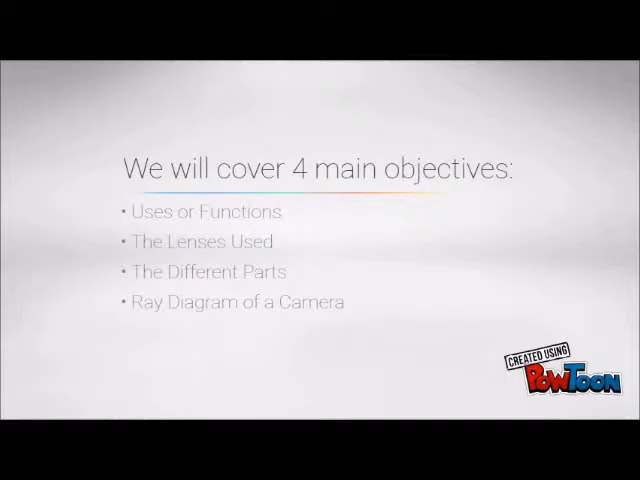 We will cover 4 main objectives:
• Uses or Functions
• The Lenses Used
• The Different Parts
• Ray Diagram of a Camera
CREATED USING
POWTOON